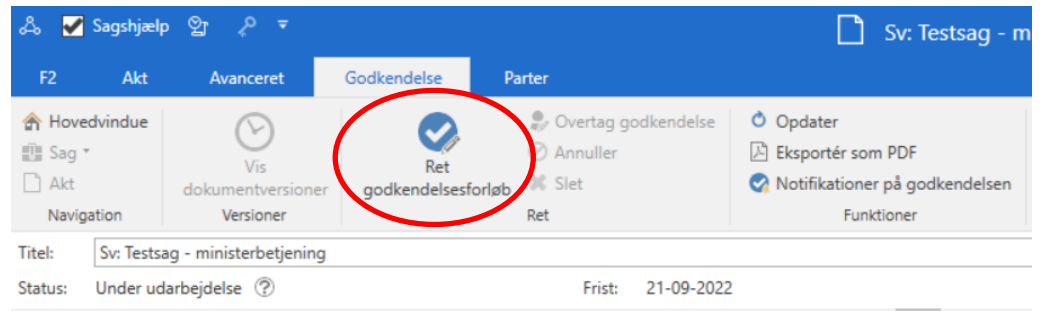 Sagshjælp
Sv: Testsag - m
F2 Akt Avanceret Godkendelse Parter
Hovedvindue
Sag
Akt
Navigation
Vis
dokumentversioner
Versioner
Ret
godkendelsesforløb
Overtag godkendelse
Annuller
Slet
Ret
Opdater
Eksportér som PDF
Notifikationer på godkendelsen
Funktioner
Titel: Sv: Testsag - ministerbetjening
Status: Under udarbejdelse ? Frist: 21-09-2022